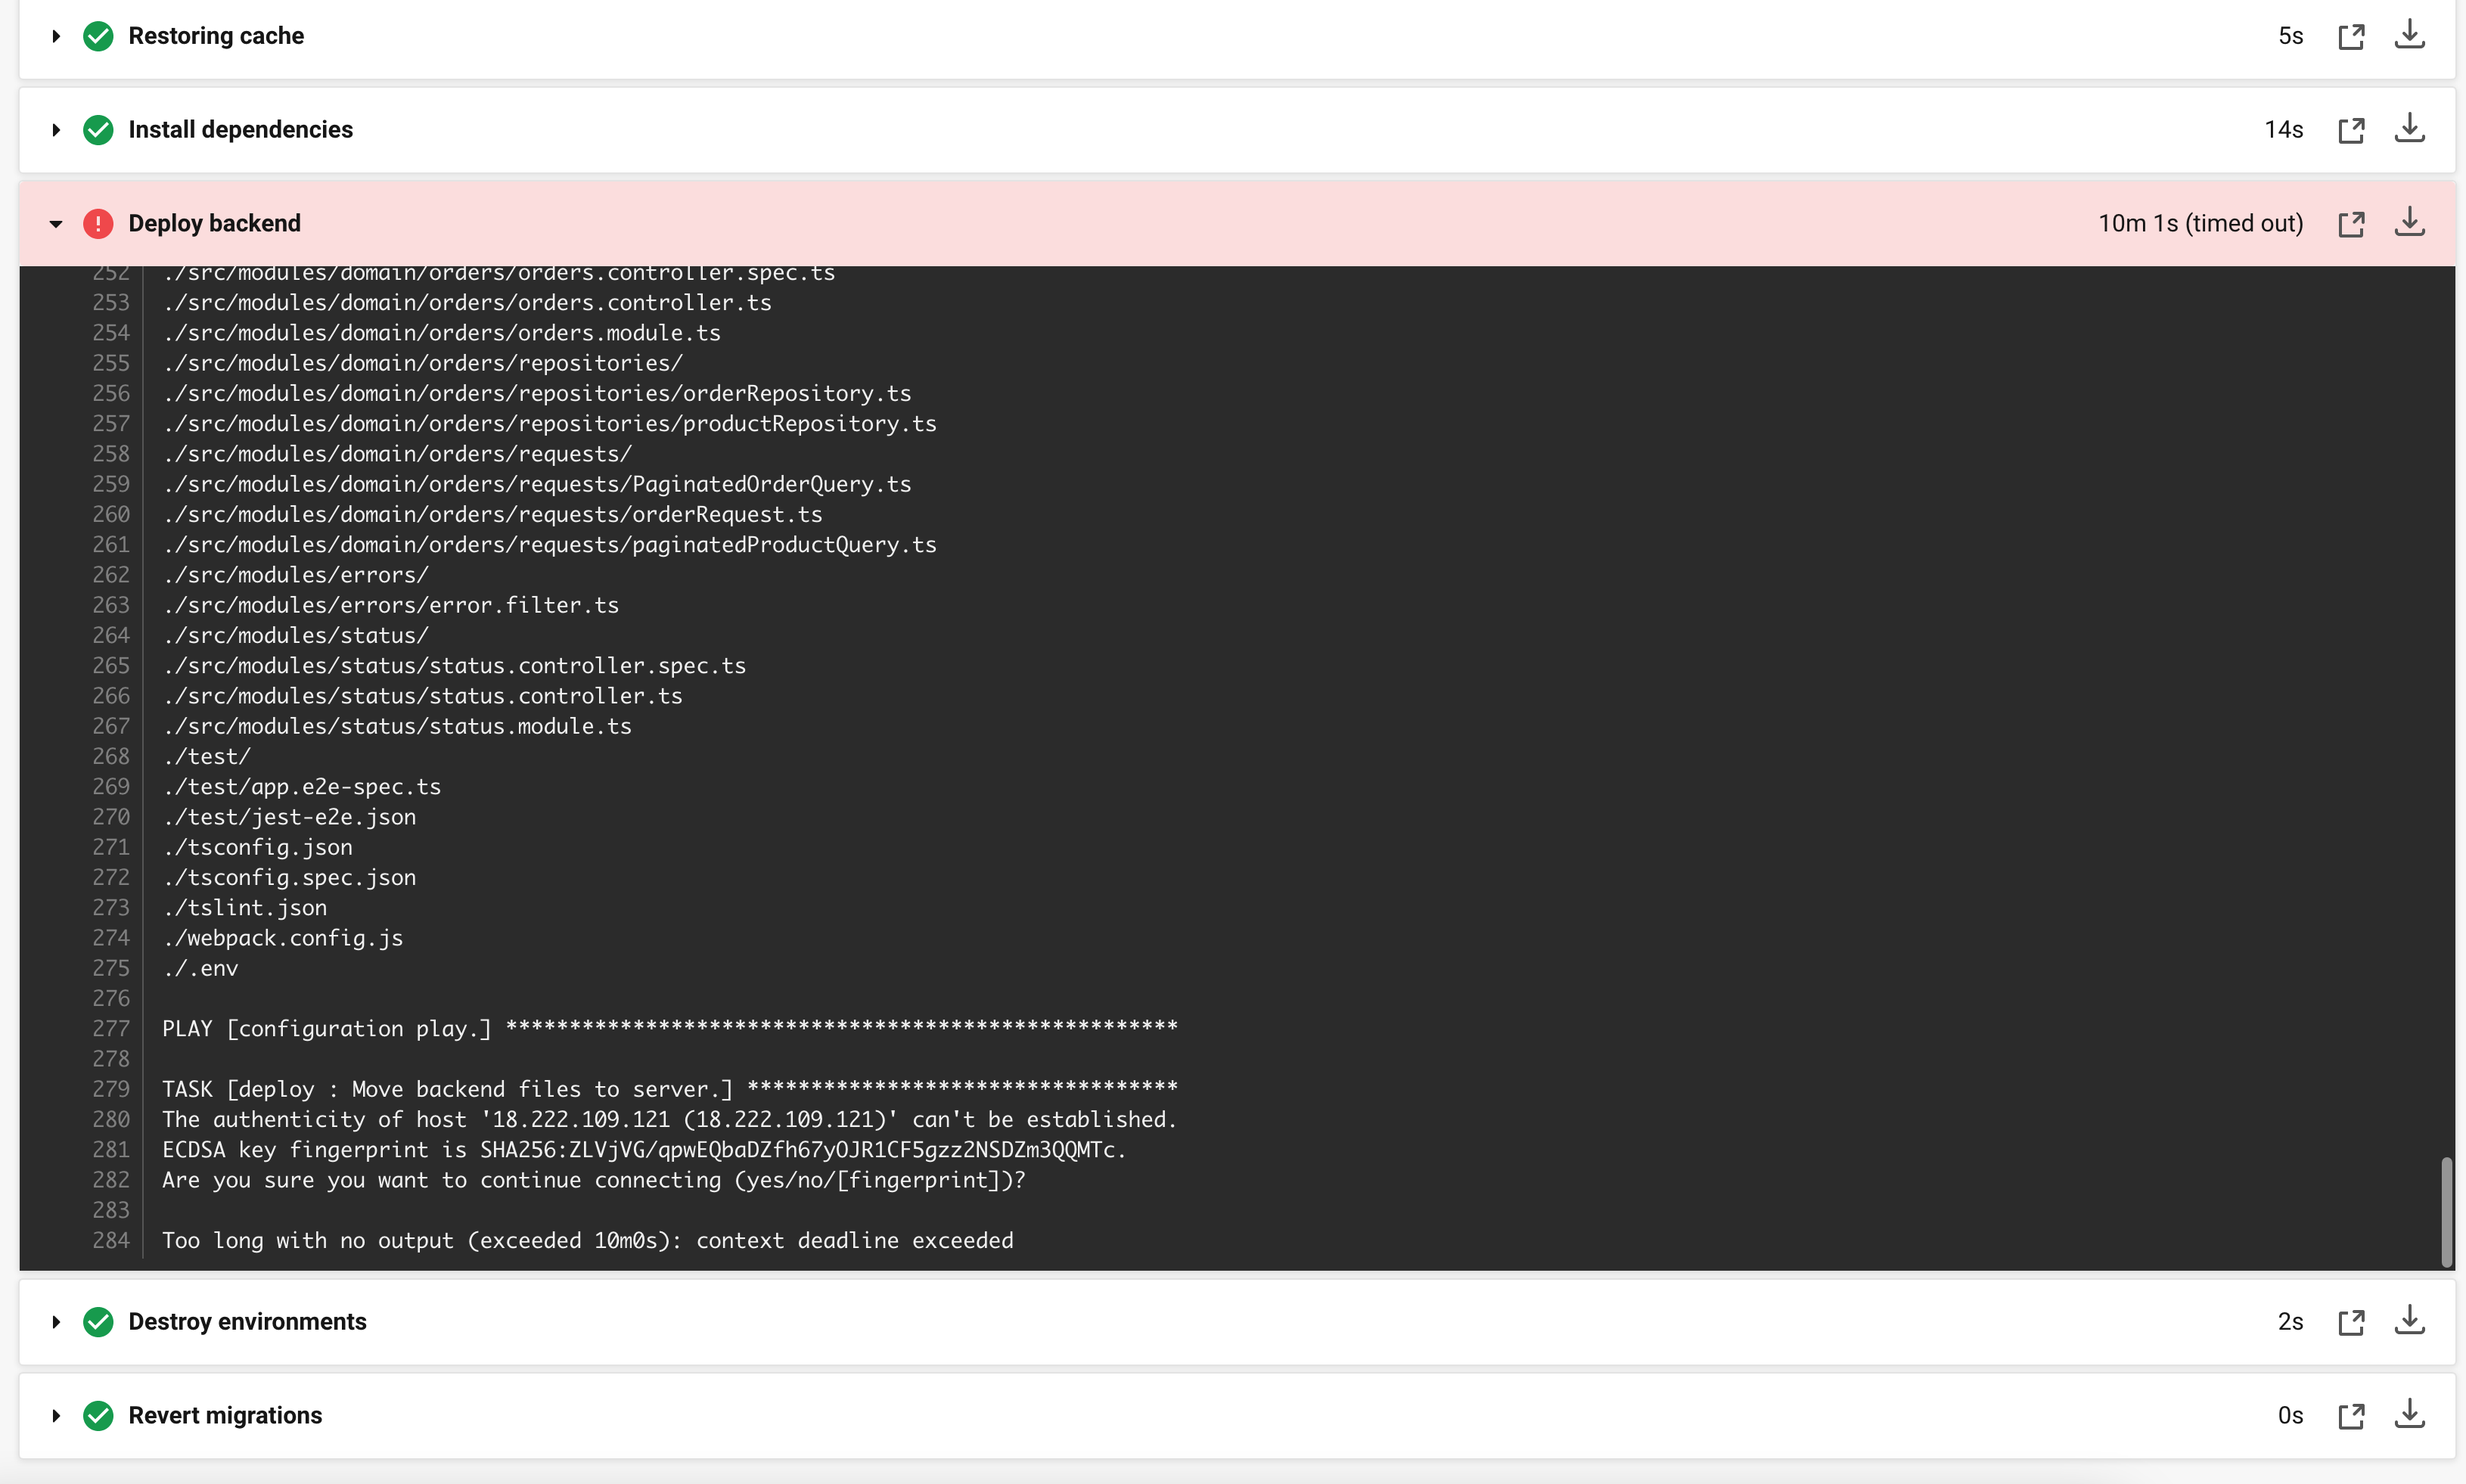 Restoring cache 5s
Install dependencies 14s
Deploy backend 10m 1s (timed out)
252 ./src/modules/domain/orders/orders.controller.spec.ts
253 ./src/modules/domain/orders/orders.controller.ts
254 ./src/modules/domain/orders/orders.module.ts
255 ./src/modules/domain/orders/repositories/
256 ./src/modules/domain/orders/repositories/orderRepository.ts
257 ./src/modules/domain/orders/repositories/productRepository.ts
258 ./src/modules/domain/orders/requests/
259 ./src/modules/domain/orders/requests/PaginatedOrderQuery.ts
260 ./src/modules/domain/orders/requests/orderRequest.ts
261 ./src/modules/domain/orders/requests/paginatedProductQuery.ts
262 ./src/modules/errors/
263 ./src/modules/errors/error.filter.ts
264 ./src/modules/status/
265 ./src/modules/status/status.controller.spec.ts
266 ./src/modules/status/status.controller.ts
267 ./src/modules/status/status.module.ts
268 ./test/
269 ./test/app.e2e-spec.ts
270 ./test/jest-e2e.json
271 ./tsconfig.json
272 ./tsconfig.spec.json
273 ./tslint.json
274 ./webpack.config.js
275 ./.env
276
277 PLAY [configuration play.] *****************************************************
278
279 TASK [deploy : Move backend files to server.] **********************************
280 The authenticity of host '18.222.109.121 (18.222.109.121)' can't be established.
281 ECDSA key fingerprint is SHA256:ZLVjVG/qpwEQbaDZfh67yOJR1CF5gzz2NSDZm3QQMTc.
282 Are you sure you want to continue connecting (yes/no/[fingerprint])?
283
284 Too long with no output (exceeded 10m0s): context deadline exceeded
Destroy environments 2s
Revert migrations 0s